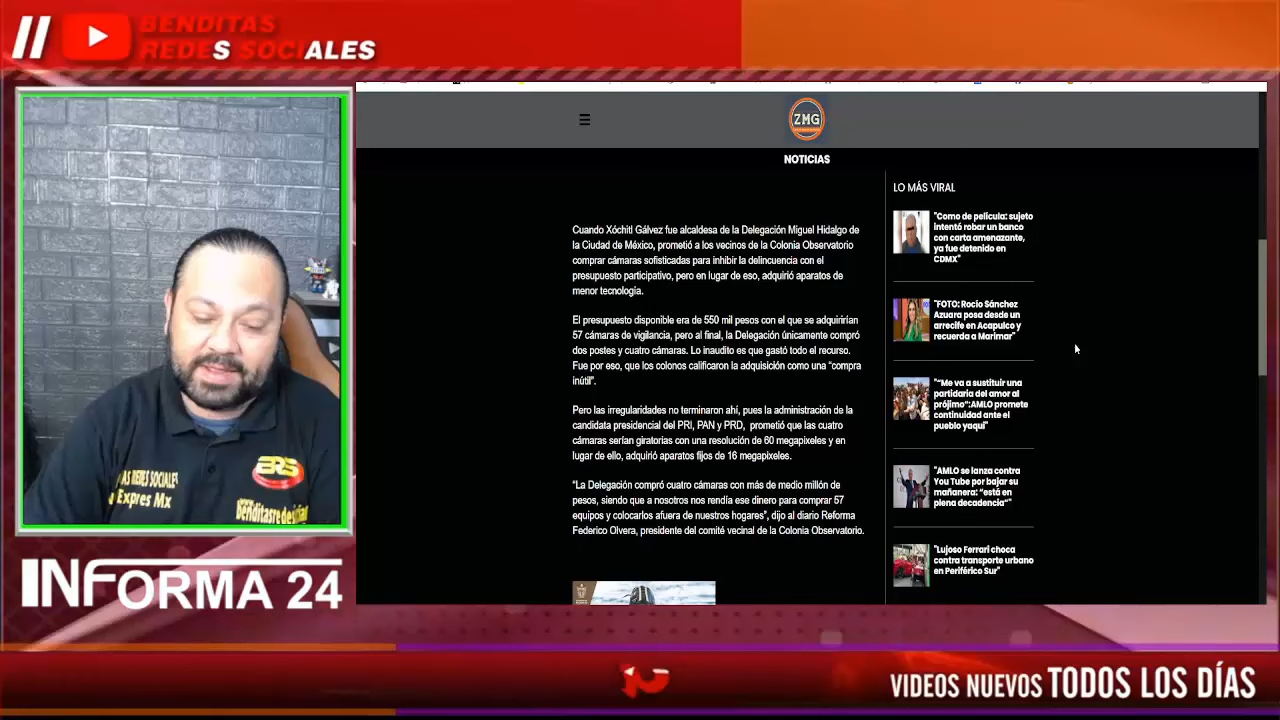 BENDITAS
REDES SOCIALES
ZMG
NOTICIAS
Cuando Xóchitl Gálvez fue alcaldesa de la Delegación Miguel Hidalgo de
la Ciudad de México, prometió a los vecinos de la Colonia Observatorio
comprar cámaras sofisticadas para inhibir la delincuencia con el
presupuesto participativo, pero en lugar de eso, adquirió aparatos de
menor tecnología.
El presupuesto disponible era de 550 mil pesos con el que se adquirirían
57 cámaras de vigilancia, pero al final, la Delegación únicamente compró
dos postes y cuatro cámaras. Lo inaudito es que gastó todo el recurso.
Fue por eso, que los colonos calificaron la adquisición como una “compra
inútil”.
Pero las irregularidades no terminaron ahí, pues la administración de la
candidata presidencial del PRI, PAN y PRD, prometió que las cuatro
cámaras serían giratorias con una resolución de 60 megapixeles y en
lugar de ello, adquirió aparatos fijos de 16 megapixeles.
“La Delegación compró cuatro cámaras con más de medio millón de
pesos, siendo que a nosotros nos rendía ese dinero para comprar 57
equipos y colocarlos afuera de nuestros hogares”, dijo al diario Reforma
Federico Olvera, presidente del comité vecinal de la Colonia Observatorio.
LO MÁS VIRAL
"Como de película: sujeto
intentó robar un banco
con carta amenazante,
ya fue detenido en
CDMX"
"FOTO: Rocío Sánchez
Azuara posa desde un
arrecife en Acapulco y
recuerda a Marimar"
"“Me va a sustituir una
partidaria del amor al
prójimo”:AMLO promete
continuidad ante el
pueblo yaqui"
"AMLO se lanza contra
You Tube por bajar su
mañanera: “está en
plena decadencia”"
"Lujoso Ferrari choca
contra transporte urbano
en Periférico Sur"
AS REDES SOCIALES
Expres Mx
BRS
INFORMA 24
VIDEOS NUEVOS TODOS LOS DÍAS